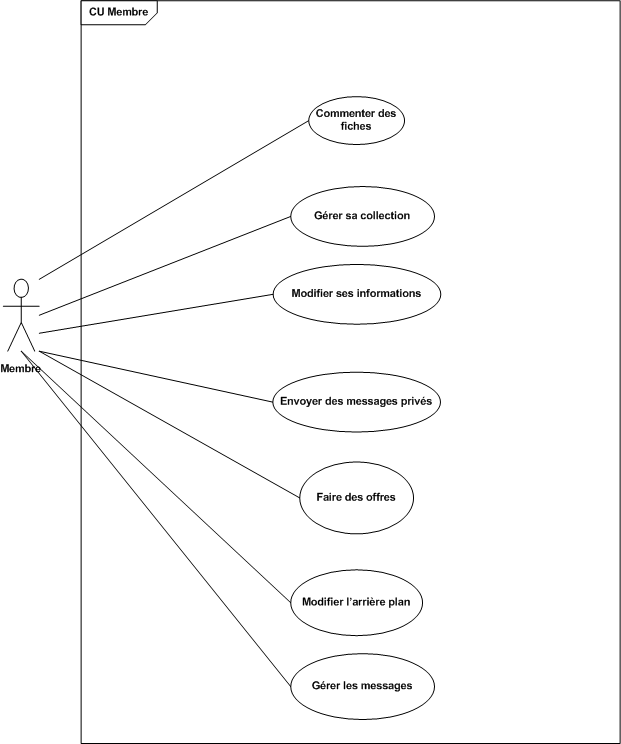 CU Membre
Commenter des
fiches
Gérer sa collection
Modifier ses informations
Membre
Envoyer des messages privés
Faire des offres
Modifier l'arrière plan
Gérer les messages